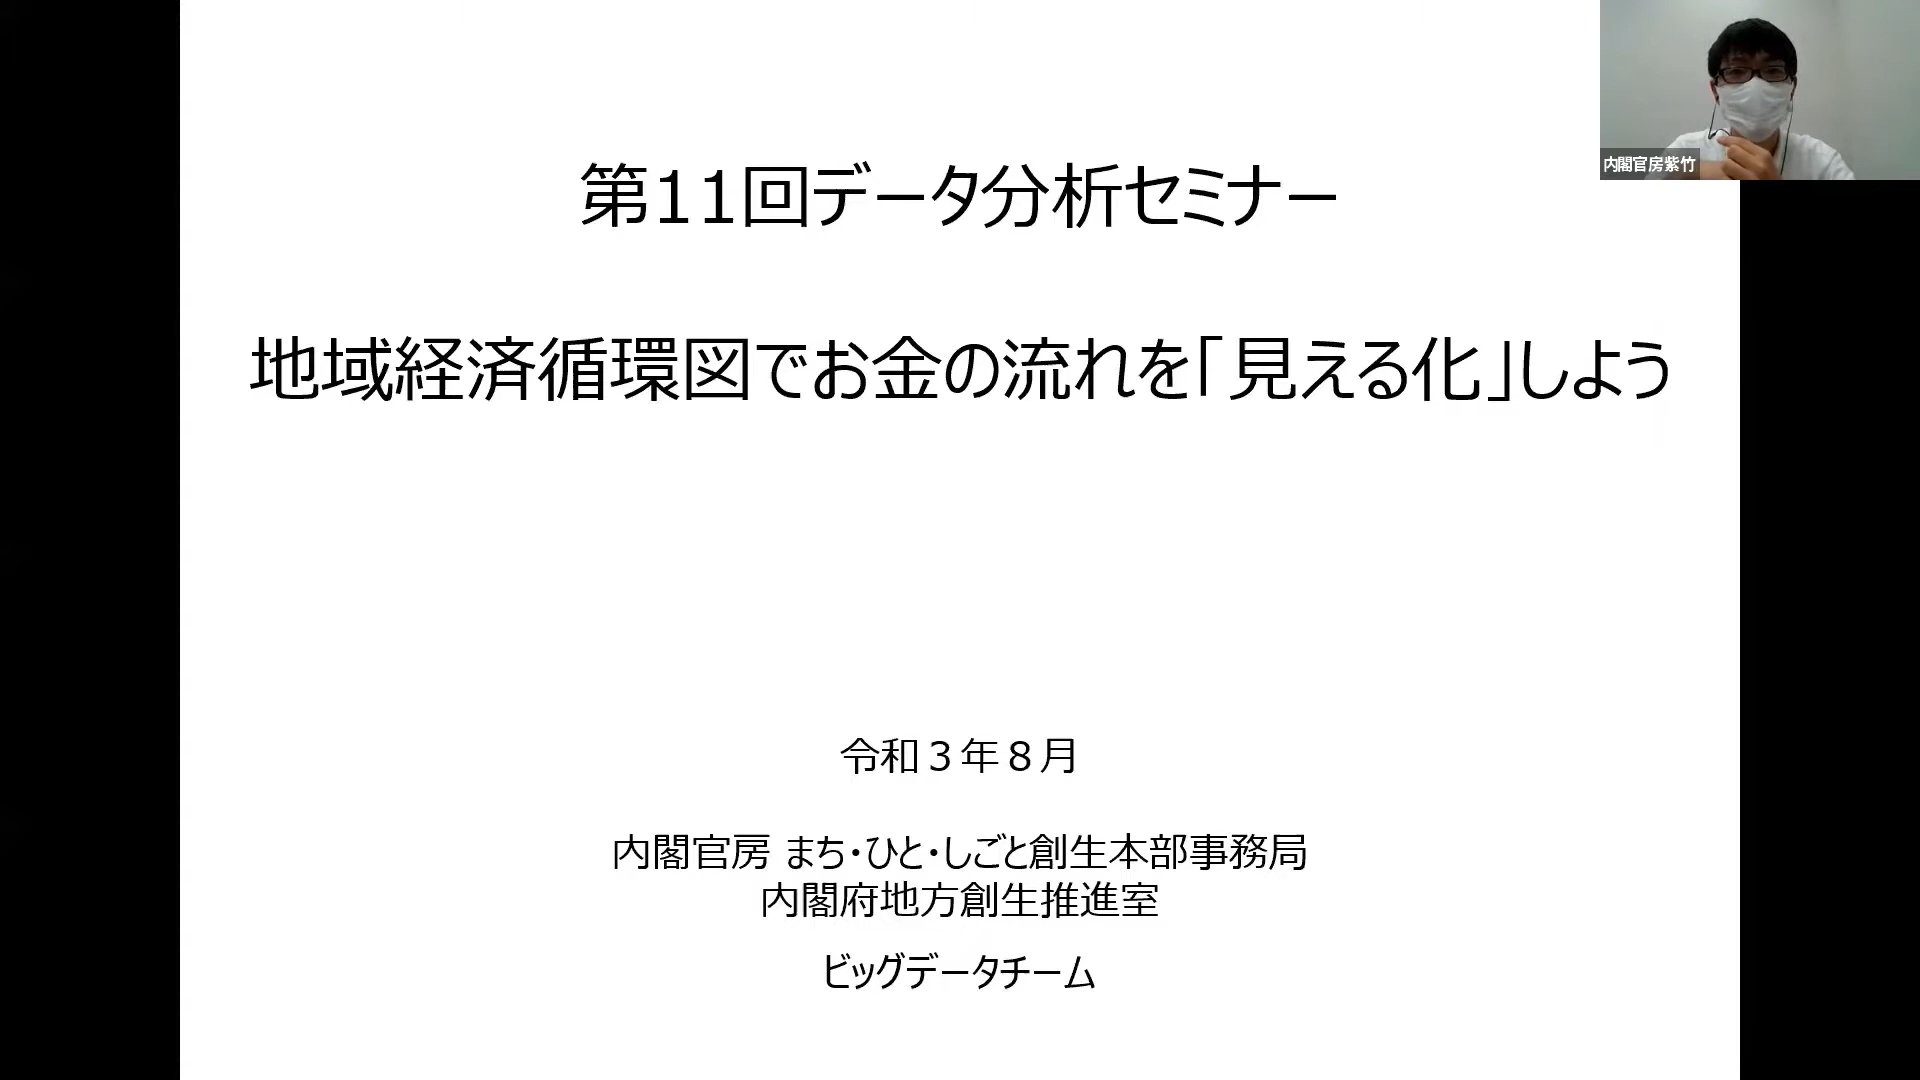 第11回データ分析セミナー
地域経済循環図でお金の流れを「見える化」しよう
令和３年８月
内閣官房 まち・ひと・しごと創生本部事務局
内閣府地方創生推進室
ビッグデータチーム
内閣官房紫竹